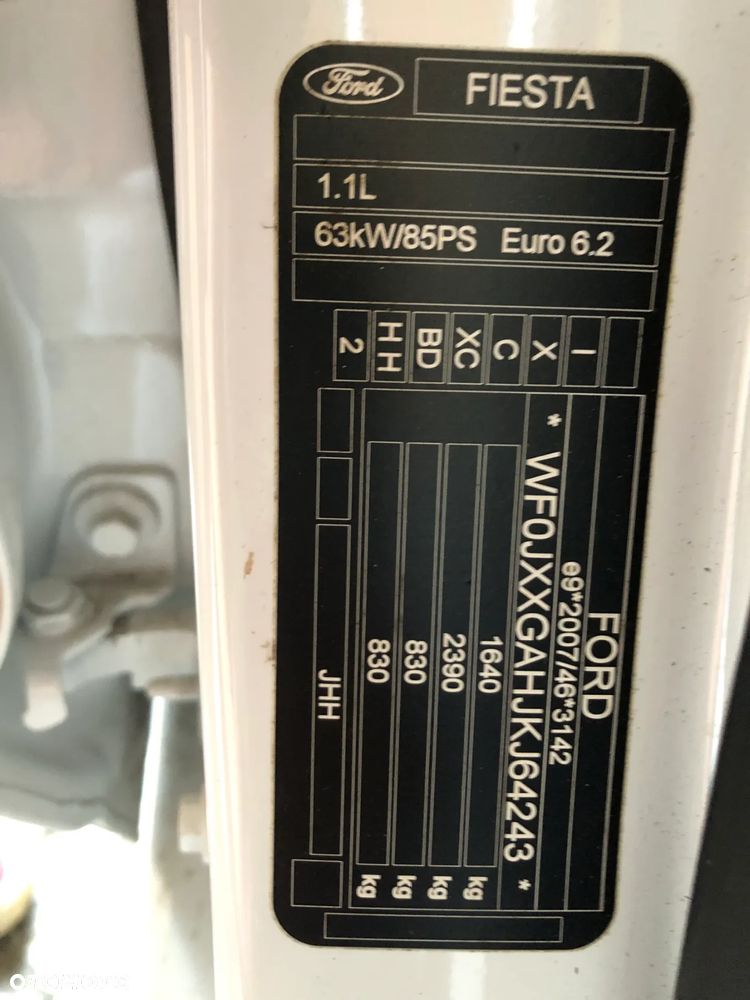 Ford
FIESTA
1.1L
63kW/85PS Euro 6.2
I
X
C
XC
BD
HH
2
FORD
e9*2007/46*3142
* WF0JXXGAHJKJ64243 *
1640 kg
2390 kg
830 kg
830 kg
JHH